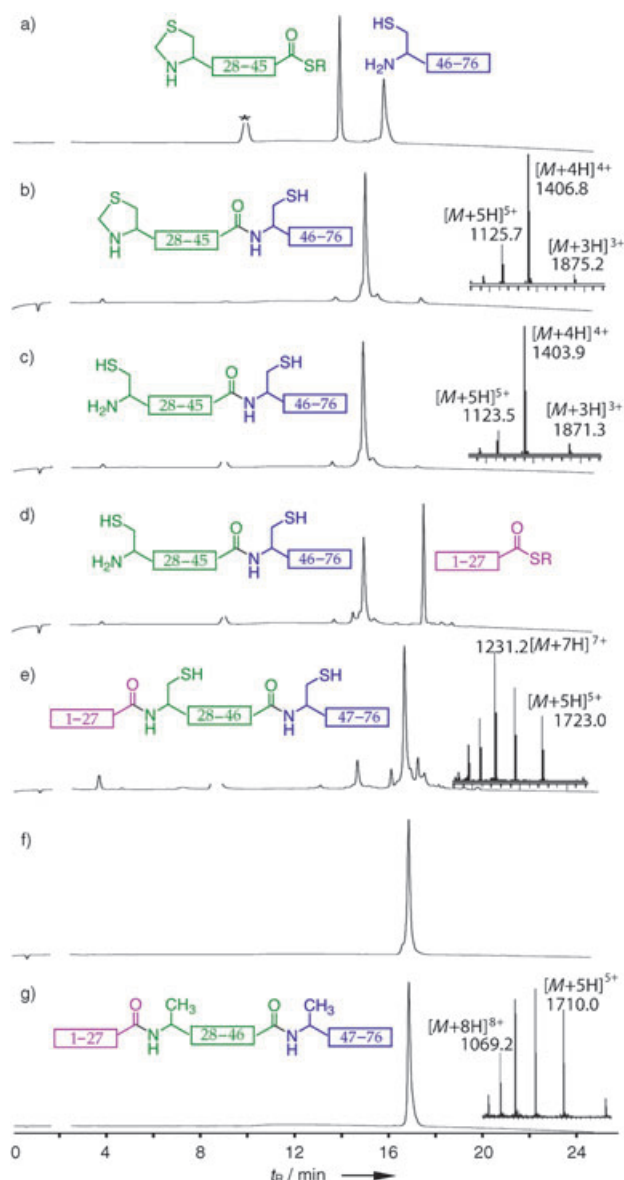 a)
S
NH
28–45
O
SR
HS
H2N
46–76
*
b)
S
NH
28–45
O
N
H
SH
46–76
[M+4H]4+
1406.8
[M+5H]5+
1125.7
[M+3H]3+
1875.2
c)
HS
H2N
28–45
O
N
H
SH
46–76
[M+4H]4+
1403.9
[M+5H]5+
1123.5
[M+3H]3+
1871.3
d)
HS
H2N
28–45
O
N
H
SH
46–76
1–27
O
SR
e)
1–27
O
N
H
SH
28–46
O
N
H
SH
47–76
1231.2[M+7H]7+
[M+5H]5+
1723.0
f)
g)
1–27
O
N
H
CH3
28–46
O
N
H
CH3
47–76
[M+5H]5+
1710.0
[M+8H]8+
1069.2
0 4 8 12 16 20 24
tR / min